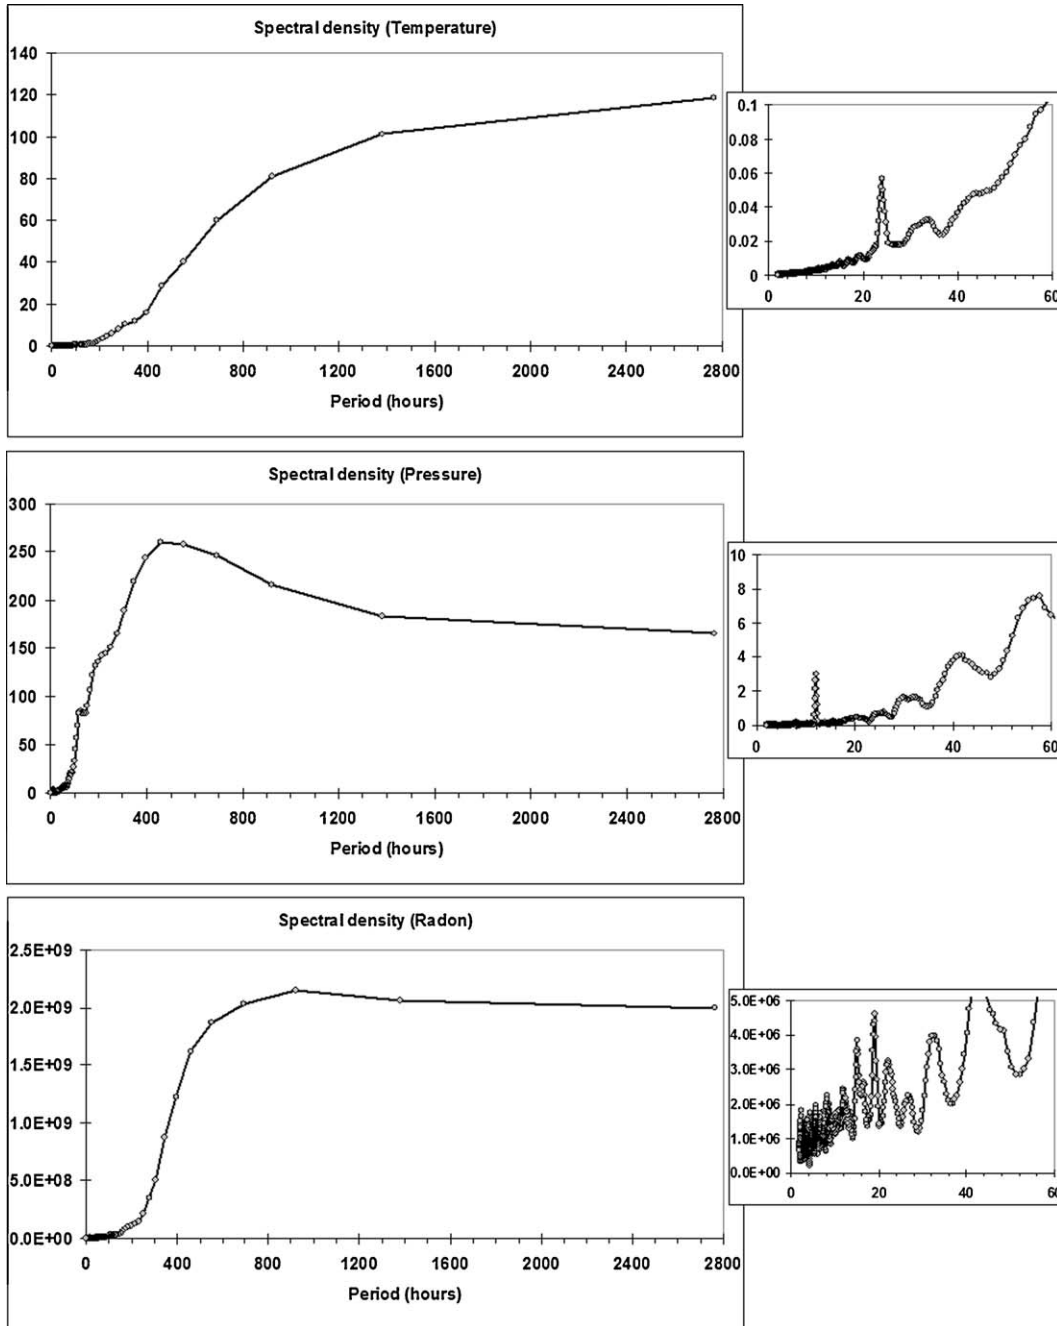 Spectral density (Temperature)
140
120
100
80
60
40
20
0
0 400 800 1200 1600 2000 2400 2800
Period (hours)
0.1
0.08
0.06
0.04
0.02
0
0 20 40 60
Spectral density (Pressure)
300
250
200
150
100
50
0
0 400 800 1200 1600 2000 2400 2800
Period (hours)
10
8
6
4
2
0
0 20 40 60
Spectral density (Radon)
2.5E+09
2.0E+09
1.5E+09
1.0E+09
5.0E+08
0.0E+00
0 400 800 1200 1600 2000 2400 2800
Period (hours)
5.0E+06
4.0E+06
3.0E+06
2.0E+06
1.0E+06
0.0E+00
0 20 40 60